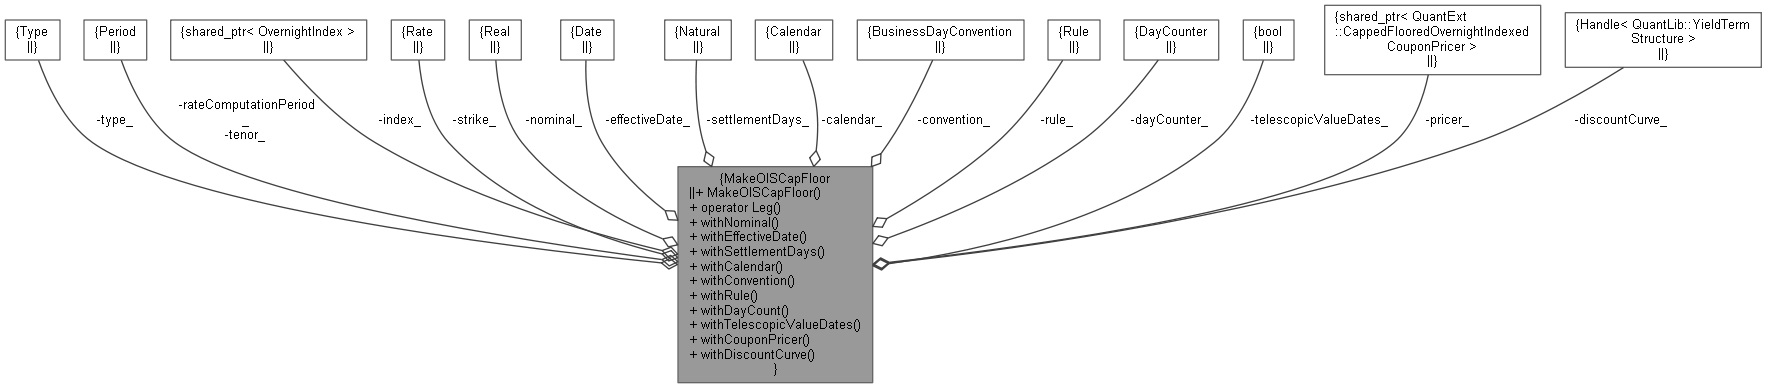 {Type
||}
{Period
||}
{shared_ptr< OvernightIndex >
||}
{Rate
||}
{Real
||}
{Date
||}
{Natural
||}
{Calendar
||}
{BusinessDayConvention
||}
{Rule
||}
{DayCounter
||}
{bool
||}
{shared_ptr< QuantExt
::CappedFlooredOvernightIndexed
CouponPricer >
||}
{Handle< QuantLib::YieldTerm
Structure >
||}
-type_
-rateComputationPeriod
_
-tenor_
-index_
-strike_
-nominal_
-effectiveDate_
-settlementDays_
-calendar_
-convention_
-rule_
-dayCounter_
-telescopicValueDates_
-pricer_
-discountCurve_
{MakeOISCapFloor
||+ MakeOISCapFloor()
+ operator Leg()
+ withNominal()
+ withEffectiveDate()
+ withSettlementDays()
+ withCalendar()
+ withConvention()
+ withRule()
+ withDayCount()
+ withTelescopicValueDates()
+ withCouponPricer()
+ withDiscountCurve()
}